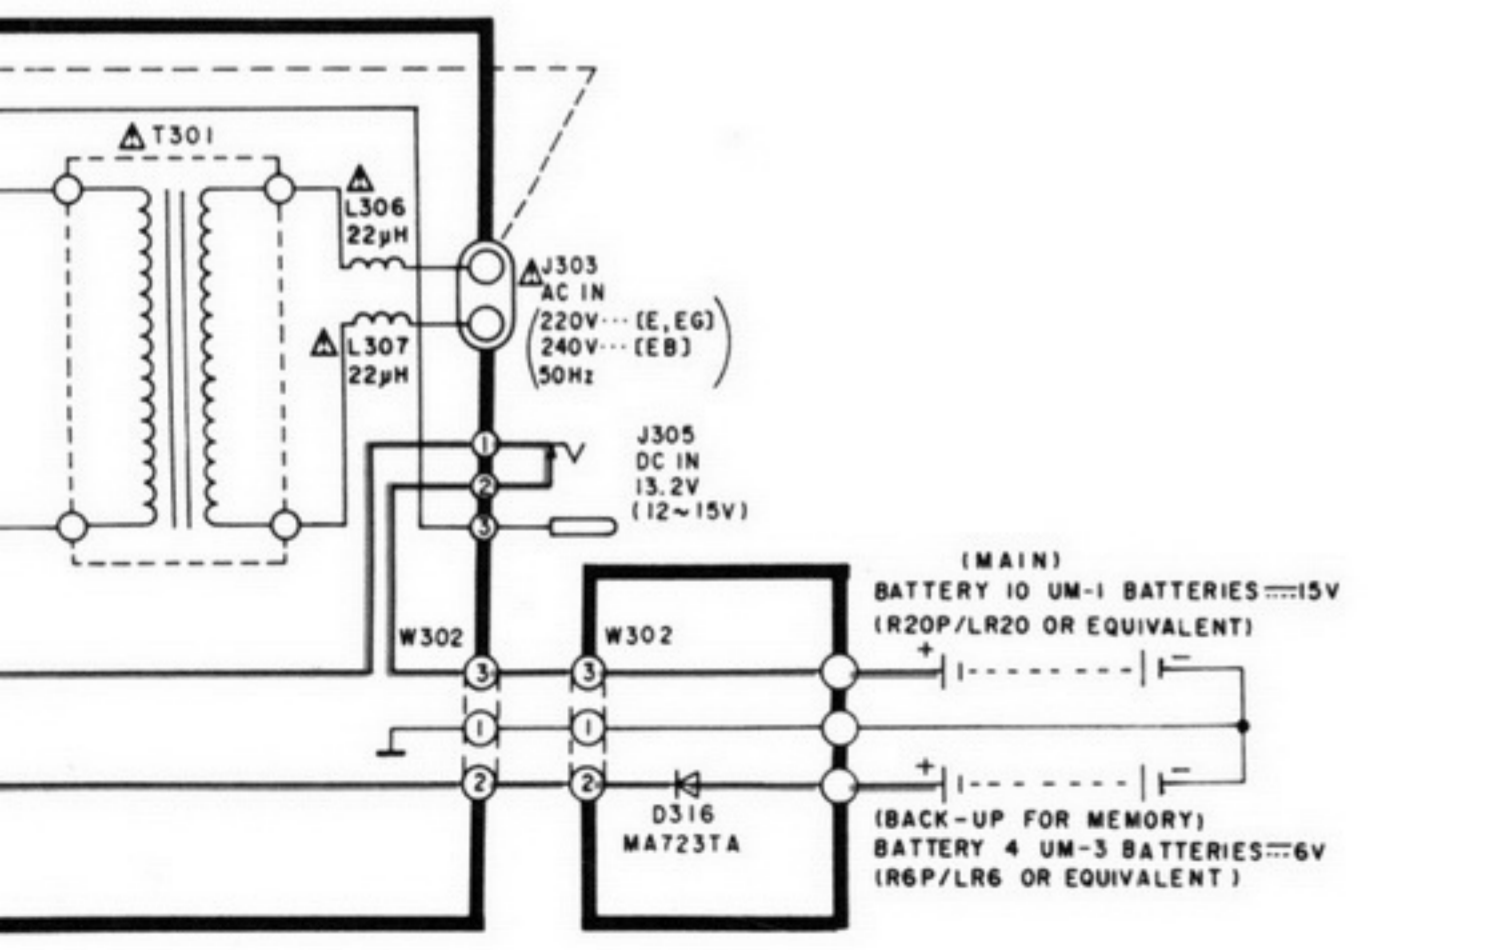 T301
L306
22µH
J303
AC IN
220V··· (E,EG)
240V··· (EB)
50Hz
L307
22µH
1
2
3
J305
DC IN
13.2V
(12~15V)
(MAIN)
BATTERY 10 UM-1 BATTERIES⎓15V
(R20P/LR20 OR EQUIVALENT)
W302
W302
3
3
+
−
1
1
2
2
+
−
D316
MA723TA
(BACK-UP FOR MEMORY)
BATTERY 4 UM-3 BATTERIES⎓6V
(R6P/LR6 OR EQUIVALENT)